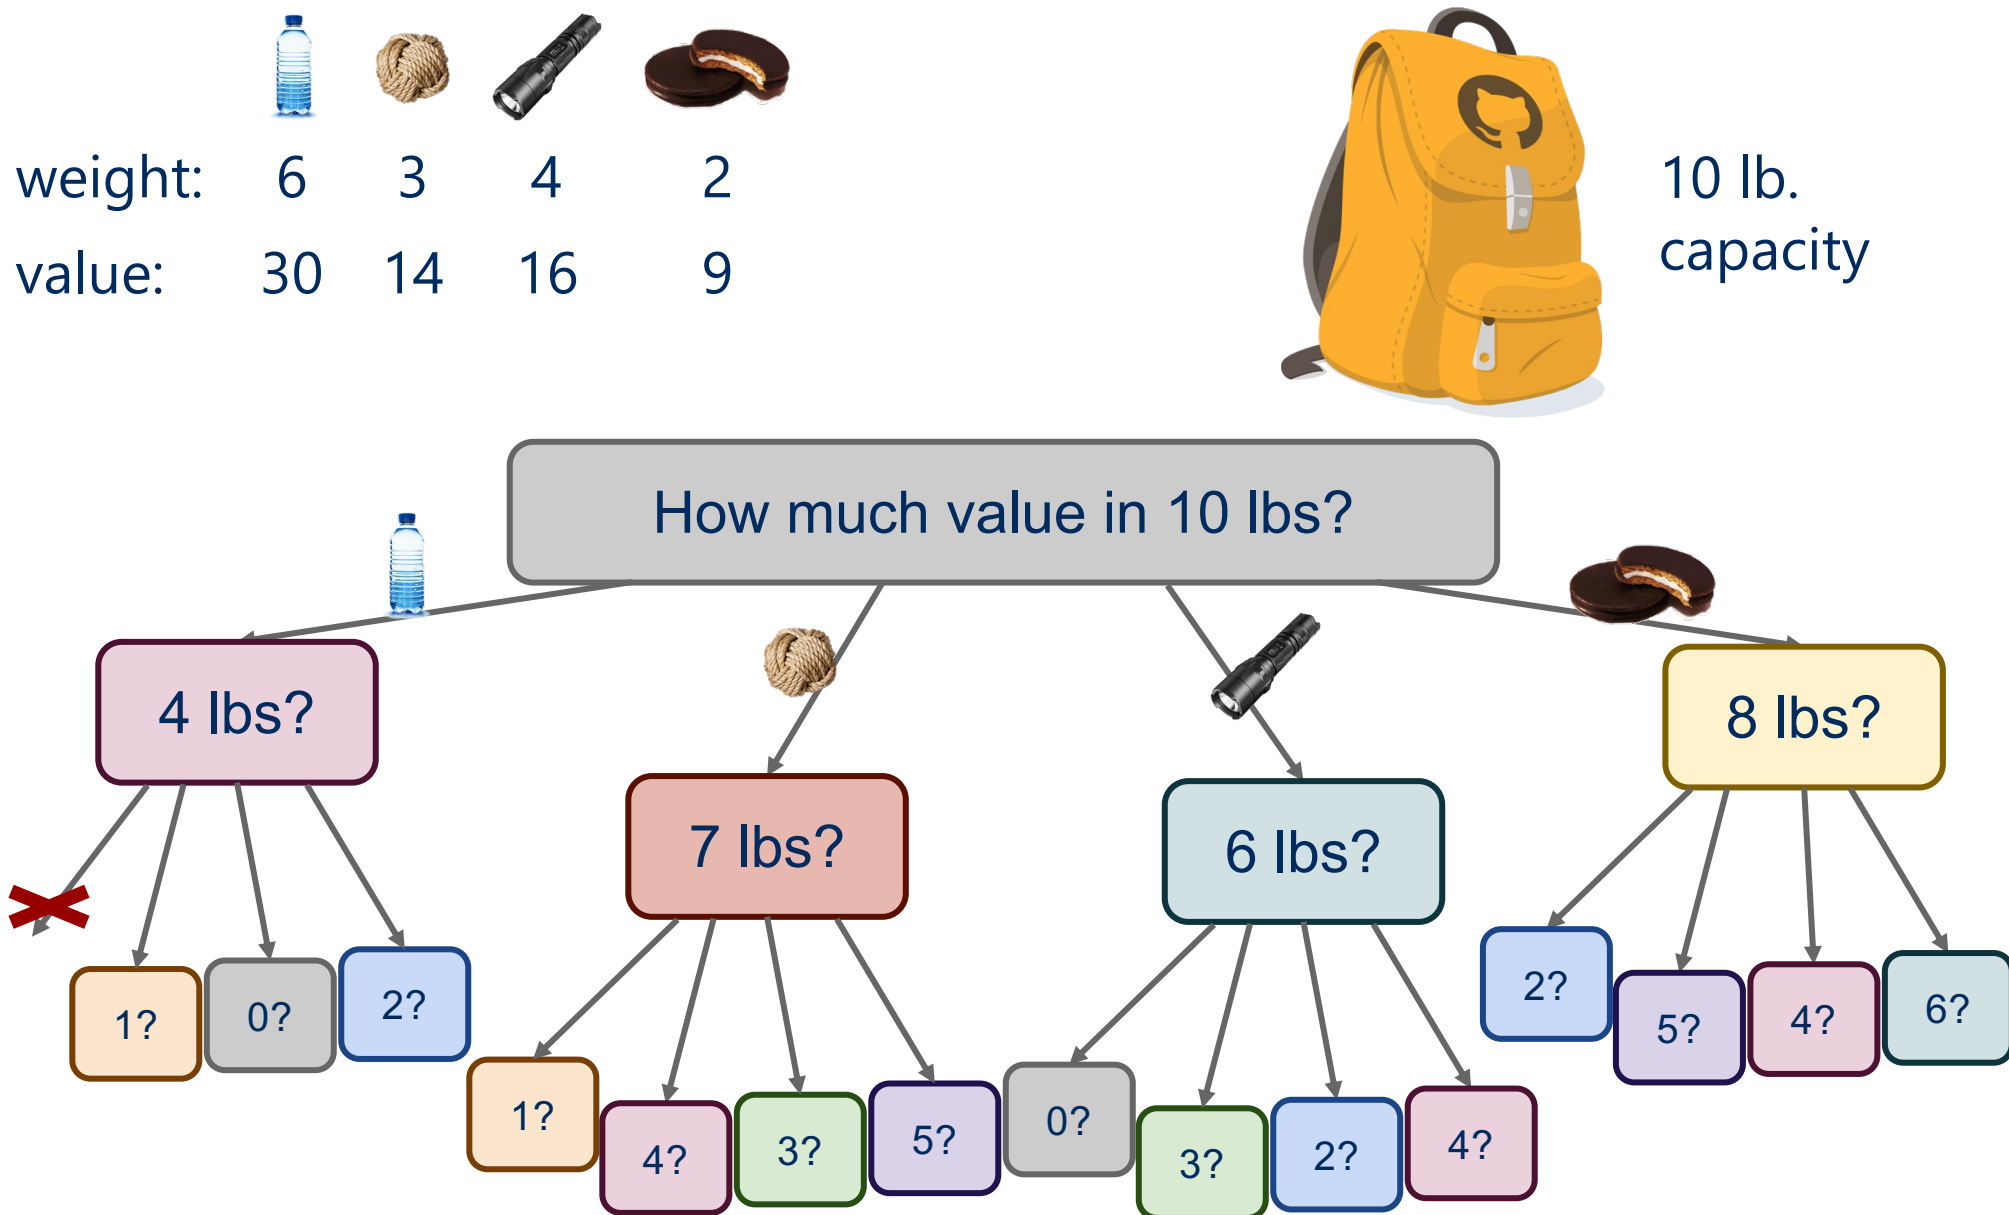 weight: 6 3 4 2
value: 30 14 16 9
10 lb.
capacity
How much value in 10 lbs?
4 lbs?
7 lbs?
6 lbs?
8 lbs?
1? 0? 2?
1? 4? 3? 5?
0? 3? 2? 4?
2? 5? 4? 6?